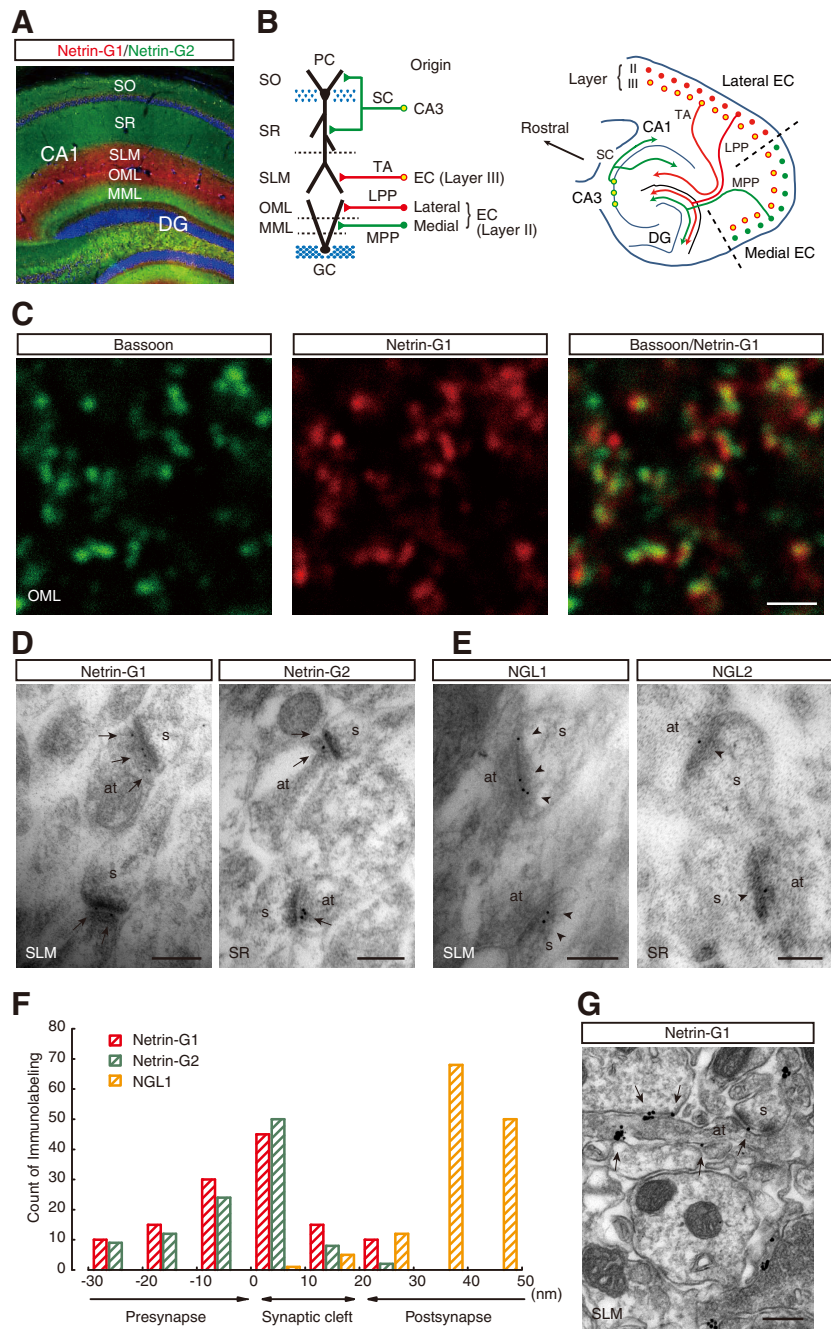 A
Netrin-G1/Netrin-G2
SO
SR
CA1
SLM
OML
MML
DG
B
PC
Origin
SO
SC
CA3
SR
TA
SLM
EC (Layer III)
LPP
OML
Lateral
EC
(Layer II)
MML
Medial
MPP
GC
Layer { II
III
Lateral EC
TA
CA1
LPP
Rostral
SC
MPP
CA3
DG
Medial EC
C
Bassoon
Netrin-G1
Bassoon/Netrin-G1
OML
D
Netrin-G1
Netrin-G2
s
at
s
SLM
s
at
s
at
SR
E
NGL1
NGL2
s
at
at
s
SLM
at
s
s
at
SR
F
Netrin-G1
Netrin-G2
NGL1
Count of Immunolabeling
80
70
60
50
40
30
20
10
0
-30
-20
-10
0
10
20
30
40
50
(nm)
Presynapse
Synaptic cleft
Postsynapse
G
Netrin-G1
s
at
SLM